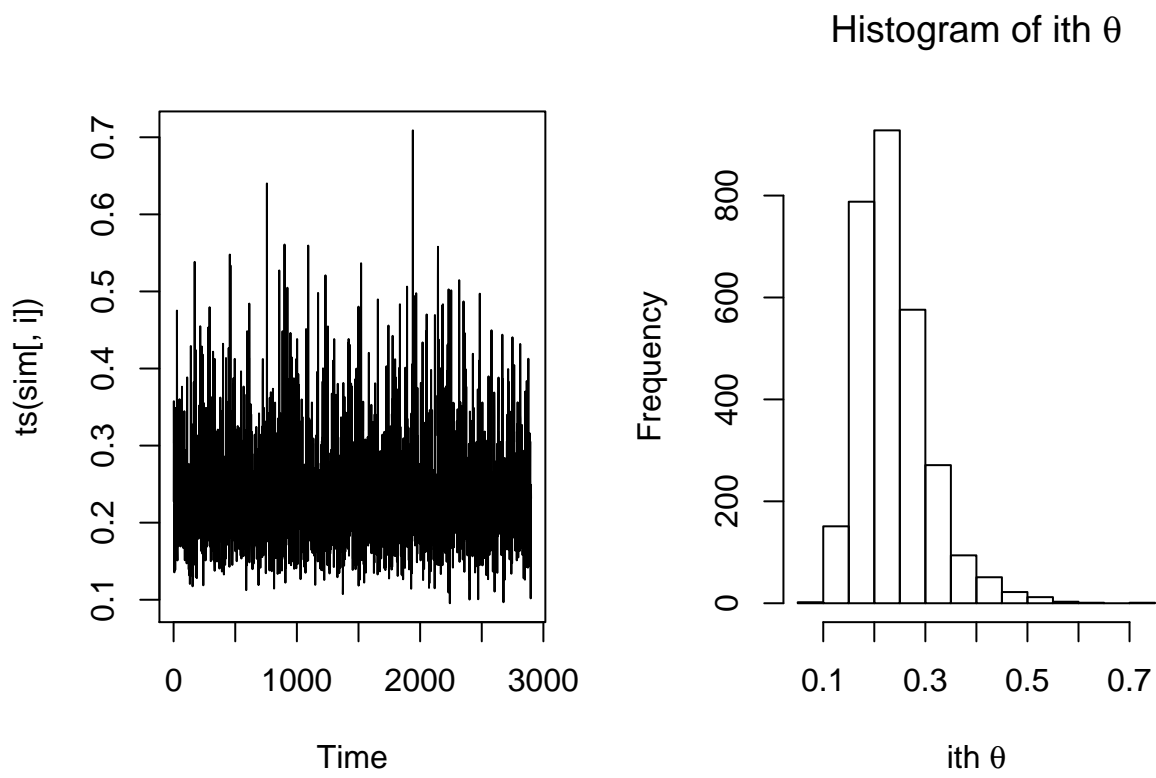 Histogram of ith θ
ts(sim[, i])
0.1 0.2 0.3 0.4 0.5 0.6 0.7
0 1000 2000 3000
Time
Frequency
0 200 400 600 800
0.1 0.3 0.5 0.7
ith θ